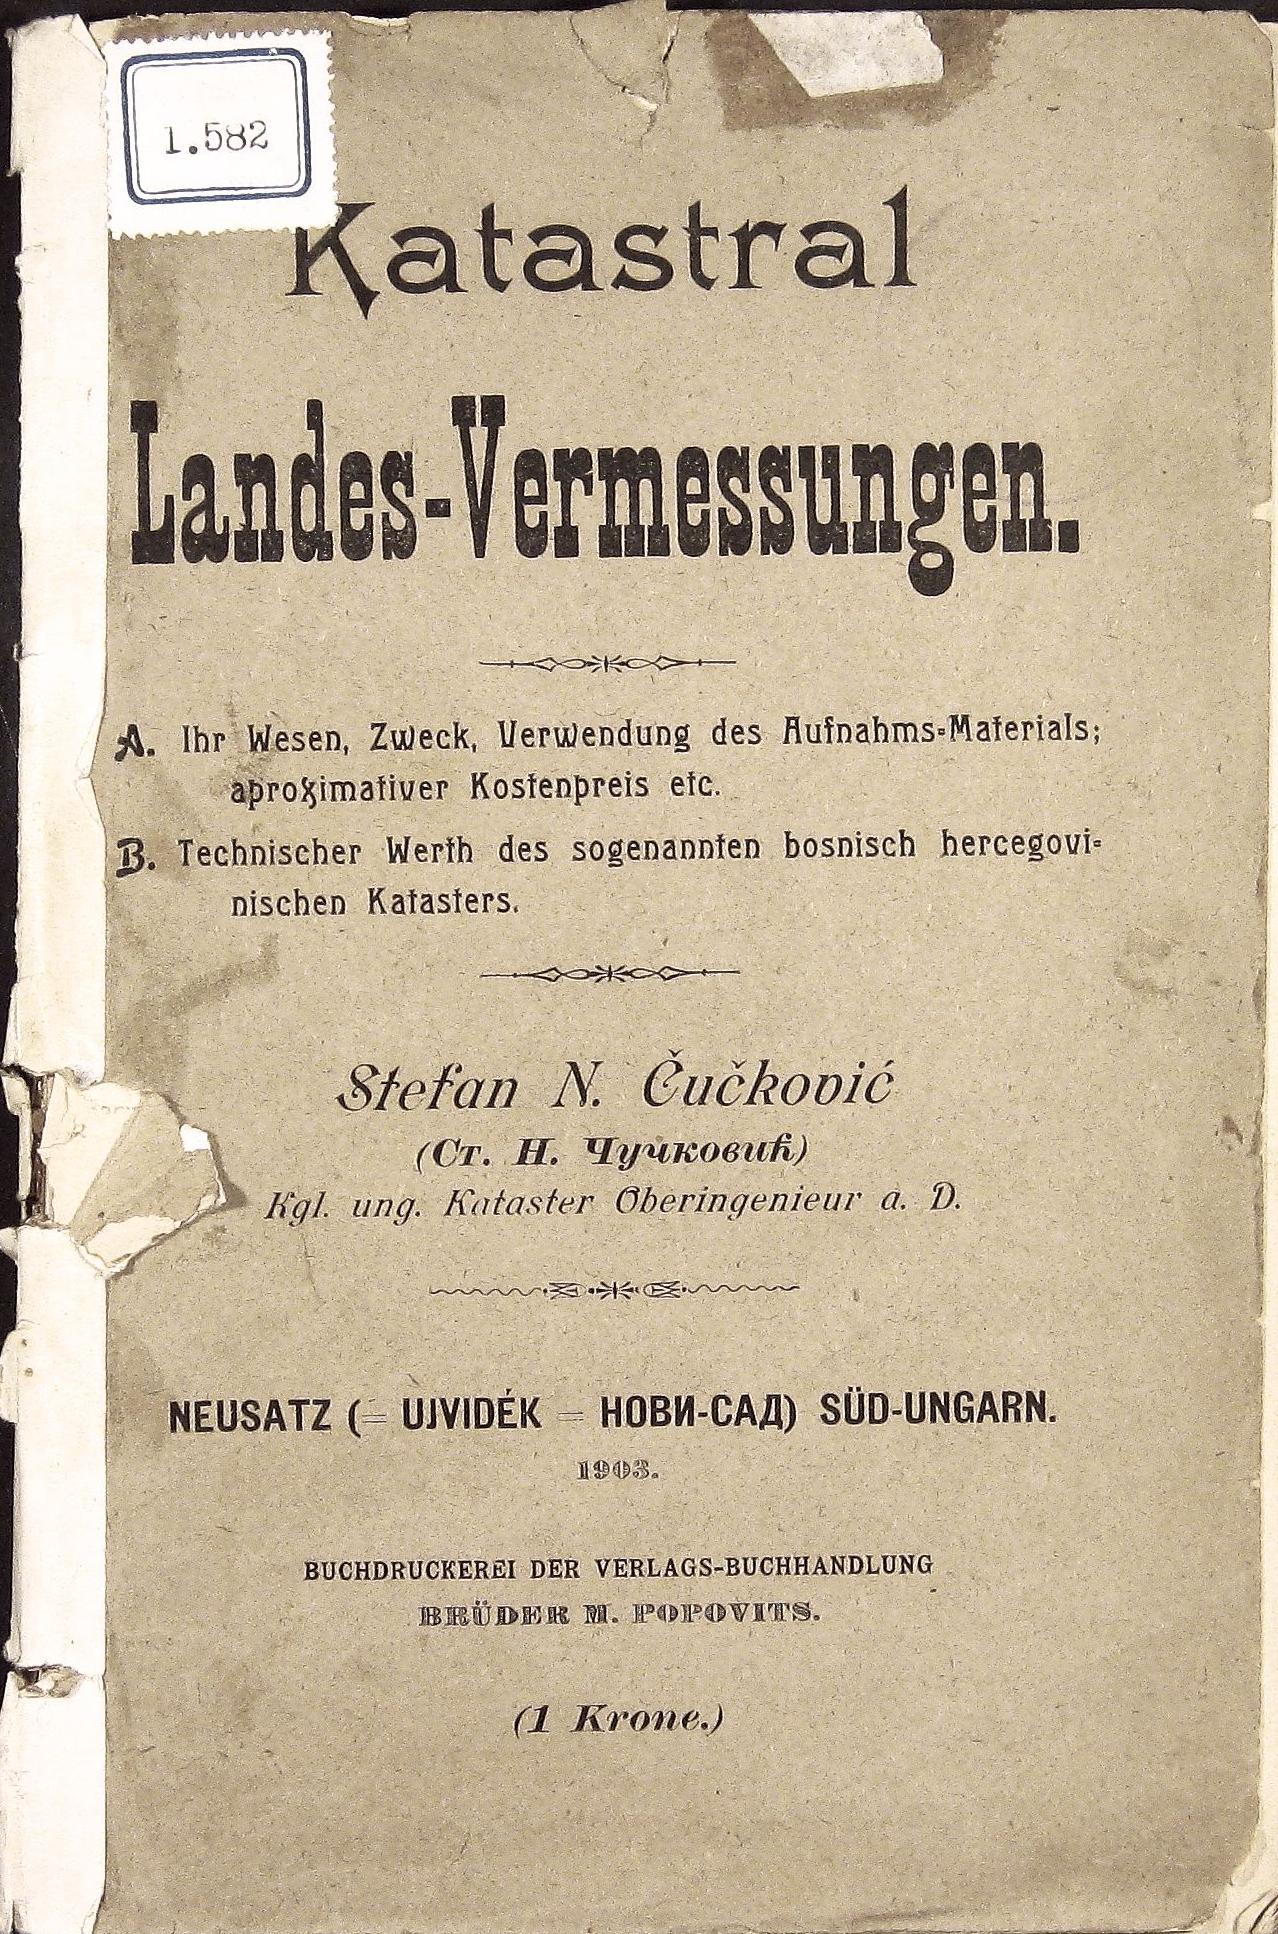 1.582
Katastral
Landes-Vermessungen.
A. Ihr Wesen, Zweck, Verwendung des Aufnahms-Materials;
aproximativer Kostenpreis etc.
B. Technischer Werth des sogenannten bosnisch hercegovi-
nischen Katasters.
Stefan N. Čučković
(Ст. Н. Чучковић)
Kgl. ung. Kataster Oberingenieur a. D.
NEUSATZ (= UJVIDÉK = НОВИ-САД) SÜD-UNGARN.
1903.
BUCHDRUCKEREI DER VERLAGS-BUCHHANDLUNG
BRÜDER M. POPOVITS.
(1 Krone.)